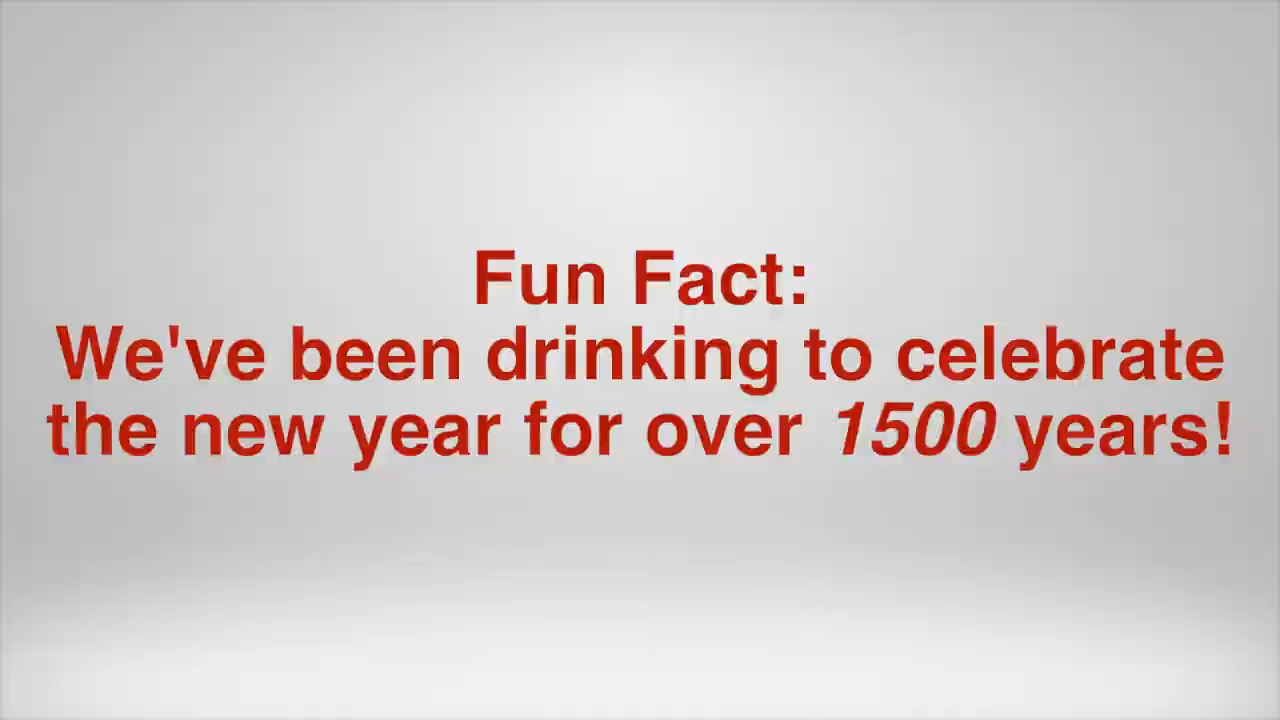 Fun Fact:
We've been drinking to celebrate
the new year for over 1500 years!